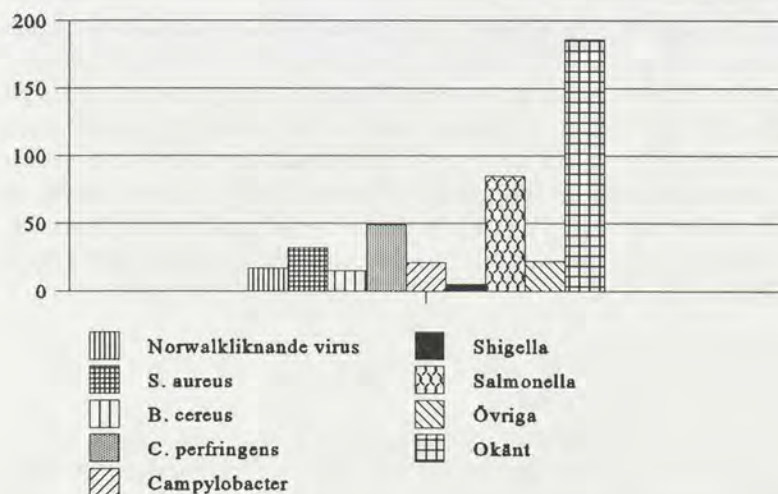 200
150
100
50
0
Norwalkliknande virus
S. aureus
B. cereus
C. perfringens
Campylobacter
Shigella
Salmonella
Övriga
Okänt